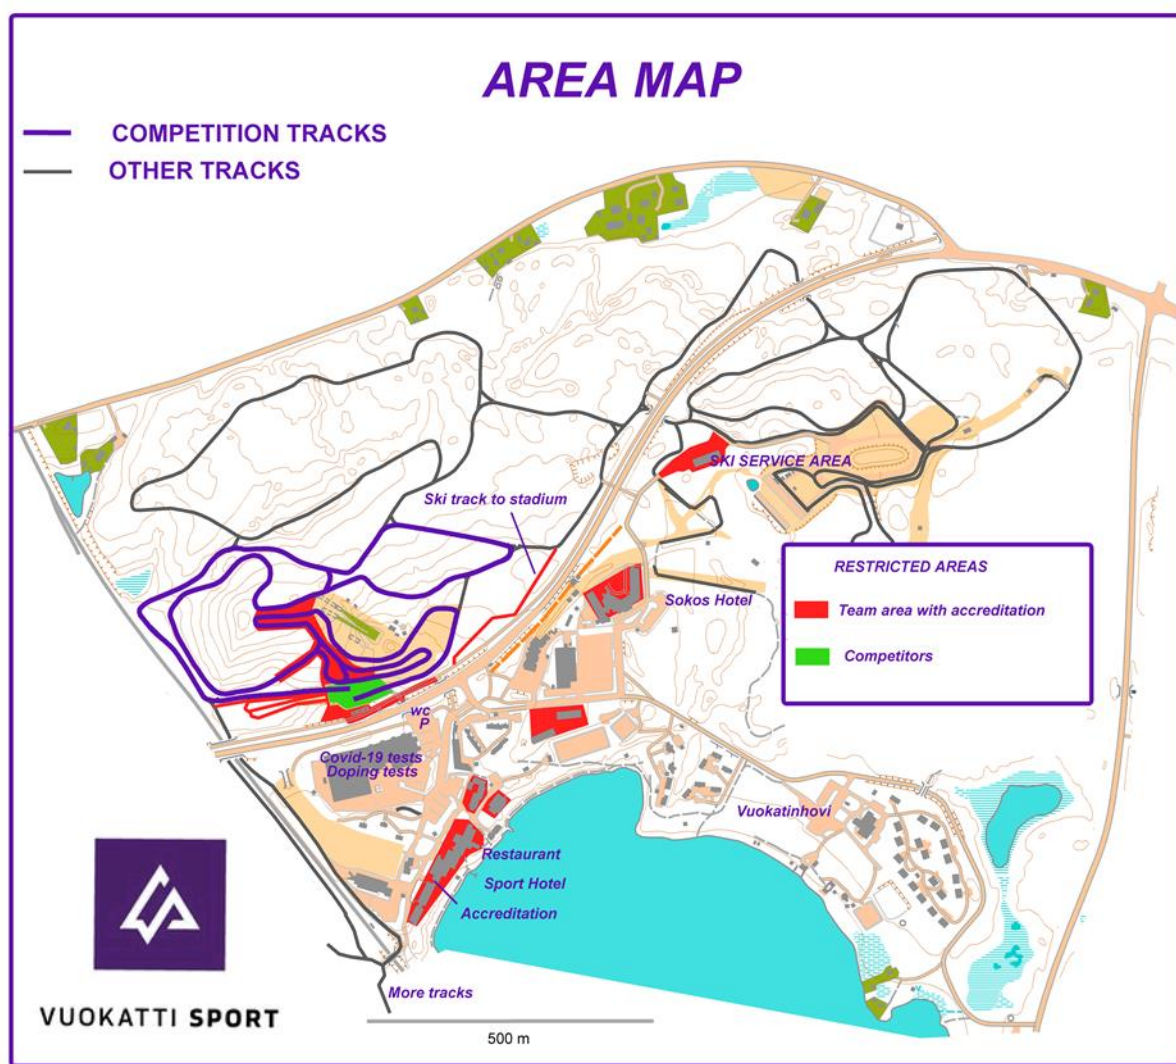 AREA MAP
COMPETITION TRACKS
OTHER TRACKS
SKI SERVICE AREA
Ski track to stadium
RESTRICTED AREAS
Team area with accreditation
Competitors
Sokos Hotel
wc
P
Covid-19 tests
Doping tests
Vuokatinhovi
Restaurant
Sport Hotel
Accreditation
More tracks
VUOKATTI SPORT
500 m